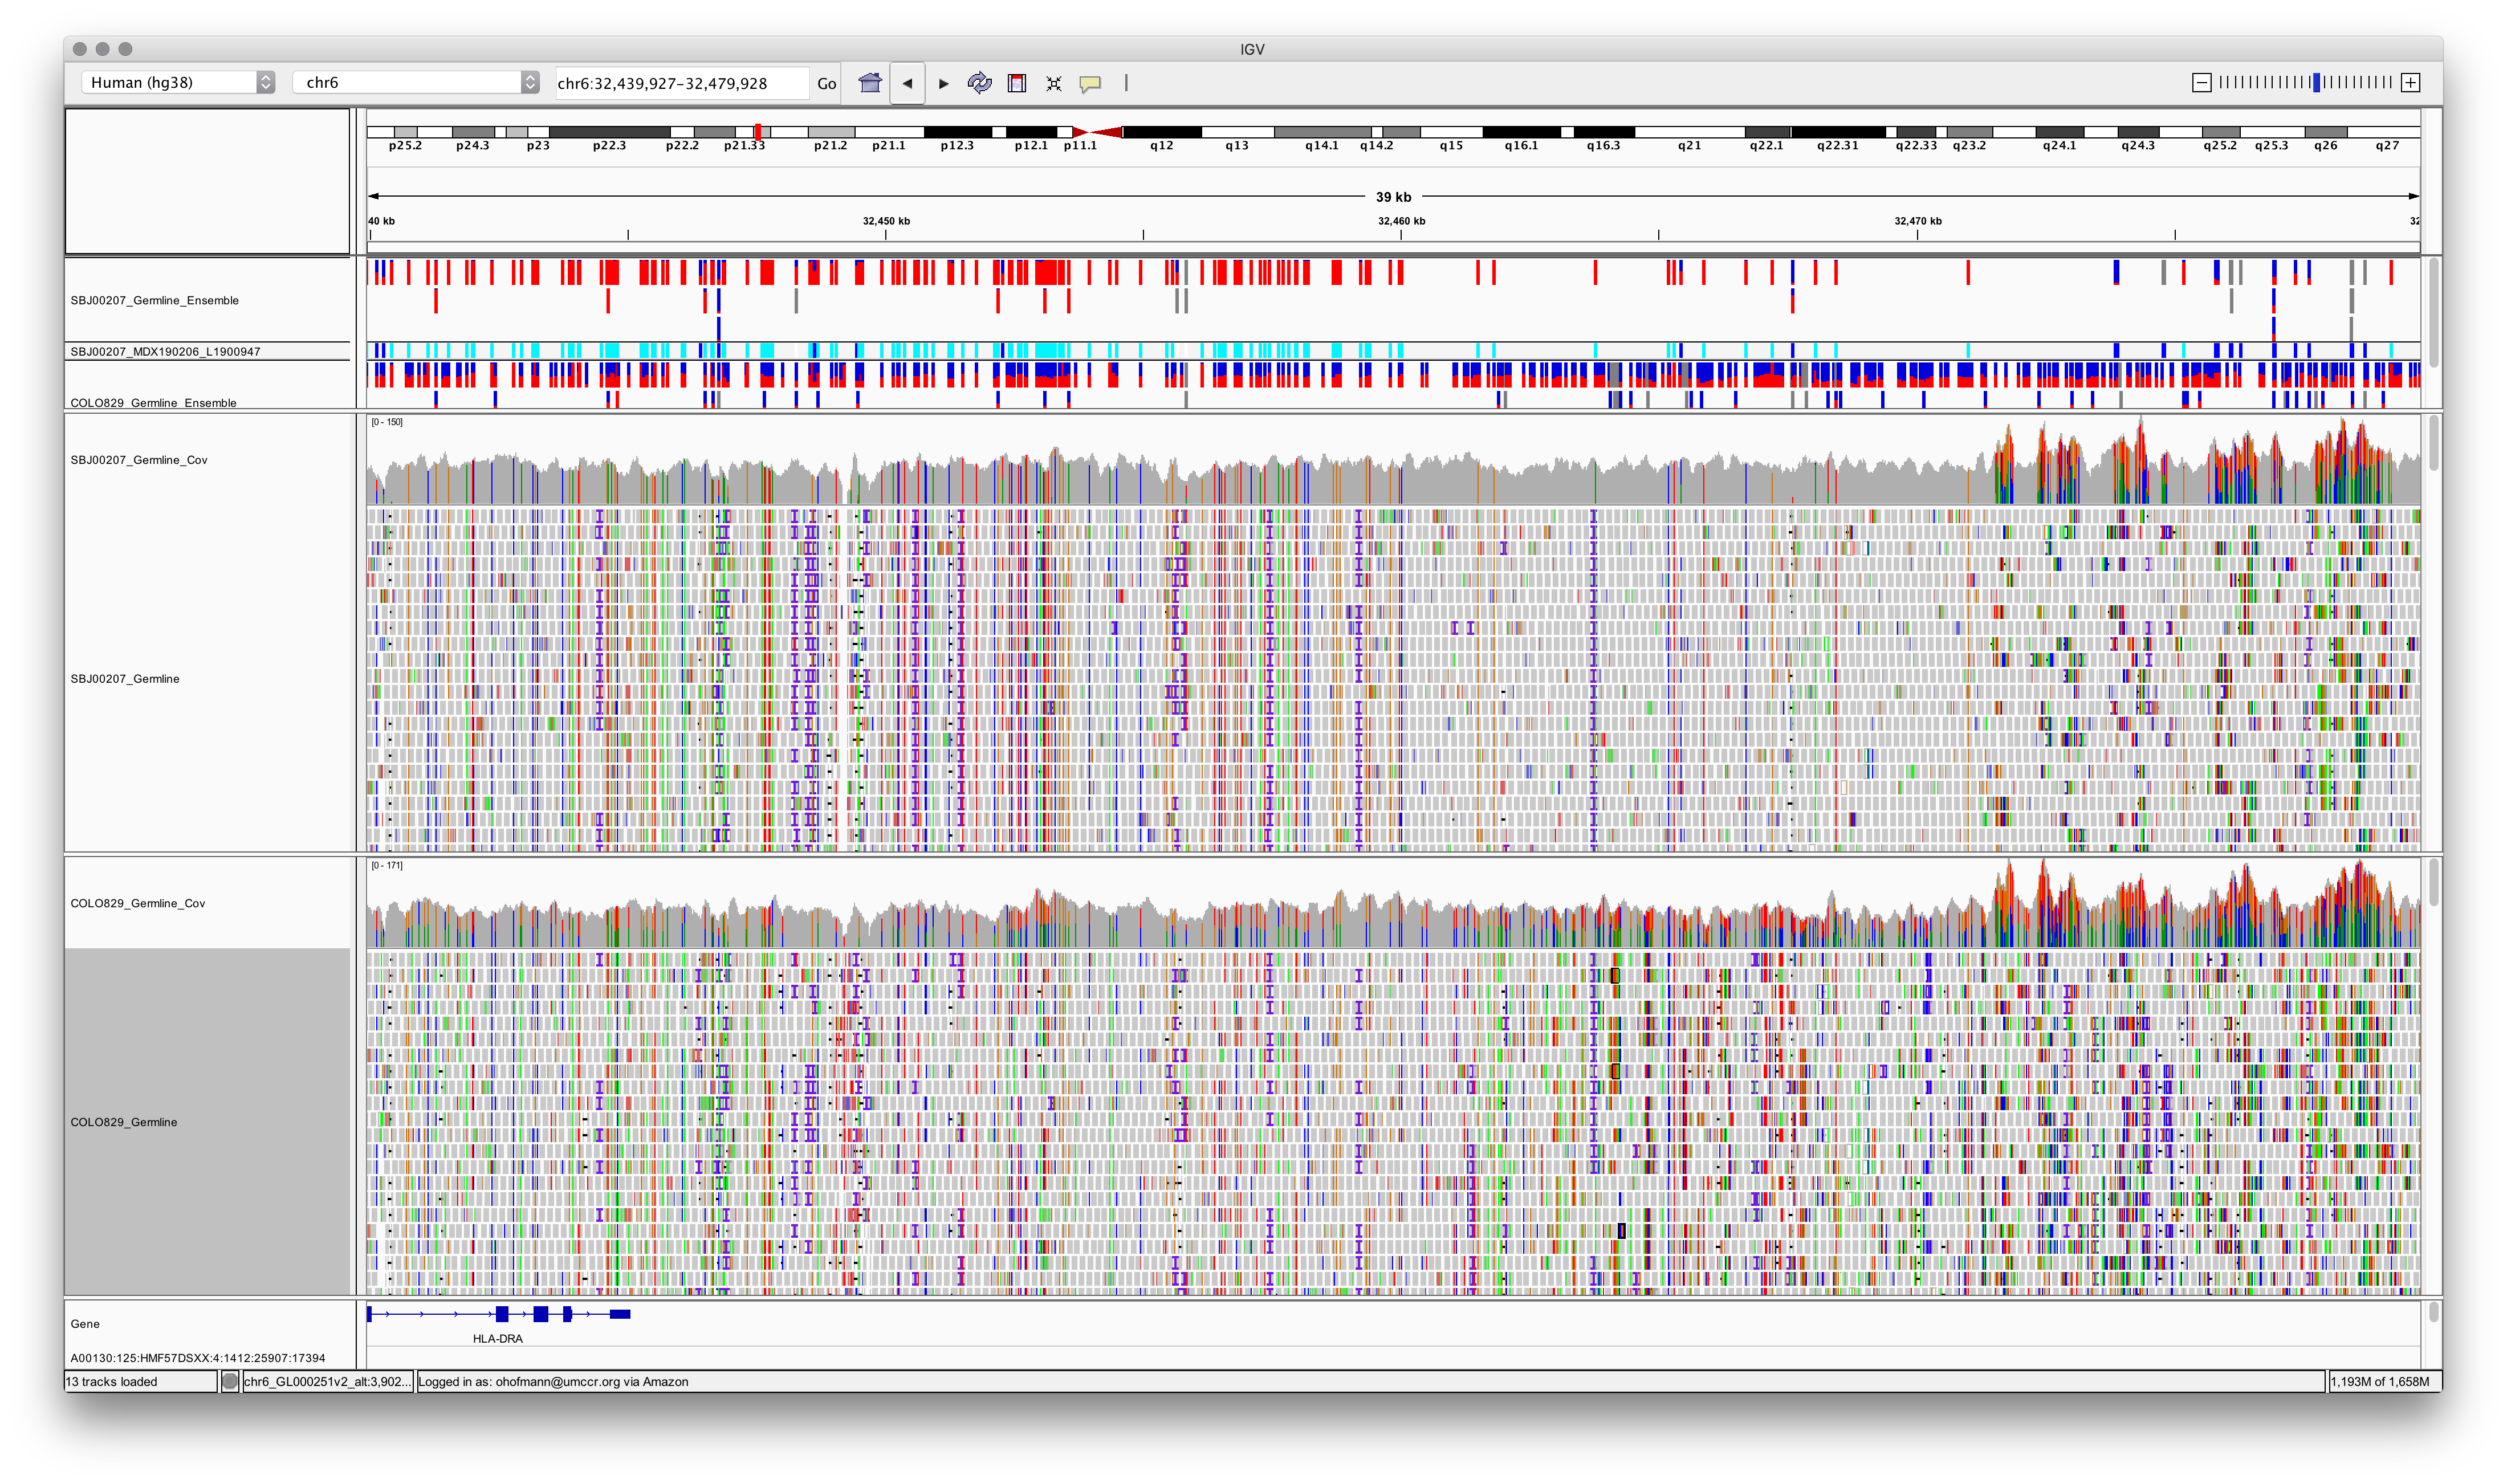 IGV
Human (hg38) chr6 chr6:32,439,927-32,479,928 Go
p25.2 p24.3 p23 p22.3 p22.2 p21.33 p21.2 p21.1 p12.3 p12.1 p11.1 q12 q13 q14.1 q14.2 q15 q16.1 q16.3 q21 q22.1 q22.31 q22.33 q23.2 q24.1 q24.3 q25.2 q25.3 q26 q27
39 kb
40 kb 32,450 kb 32,460 kb 32,470 kb 32
SBJ00207_Germline_Ensemble
SBJ00207_MDX190206_L1900947
COLO829_Germline_Ensemble
[0 - 150]
SBJ00207_Germline_Cov
SBJ00207_Germline
[0 - 171]
COLO829_Germline_Cov
COLO829_Germline
Gene
HLA-DRA
A00130:125:HMF57DSXX:4:1412:25907:17394
13 tracks loaded chr6_GL000251v2_alt:3,902... Logged in as: ohofmann@umccr.org via Amazon 1,193M of 1,658M